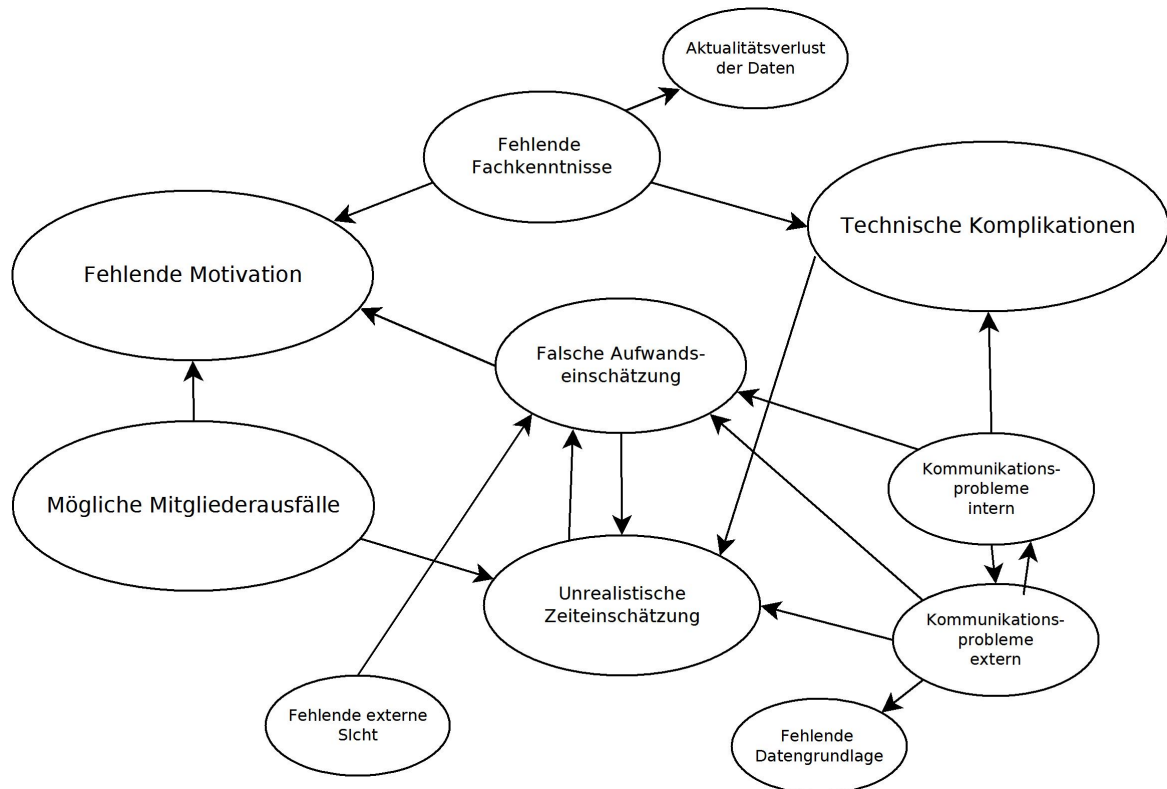 Aktualitätsverlust
der Daten
Fehlende
Fachkenntnisse
Technische Komplikationen
Fehlende Motivation
Falsche Aufwands-
einschätzung
Kommunikations-
probleme
intern
Mögliche Mitgliederausfälle
Unrealistische
Zeiteinschätzung
Kommunikations-
probleme
extern
Fehlende externe
SIcht
Fehlende
Datengrundlage